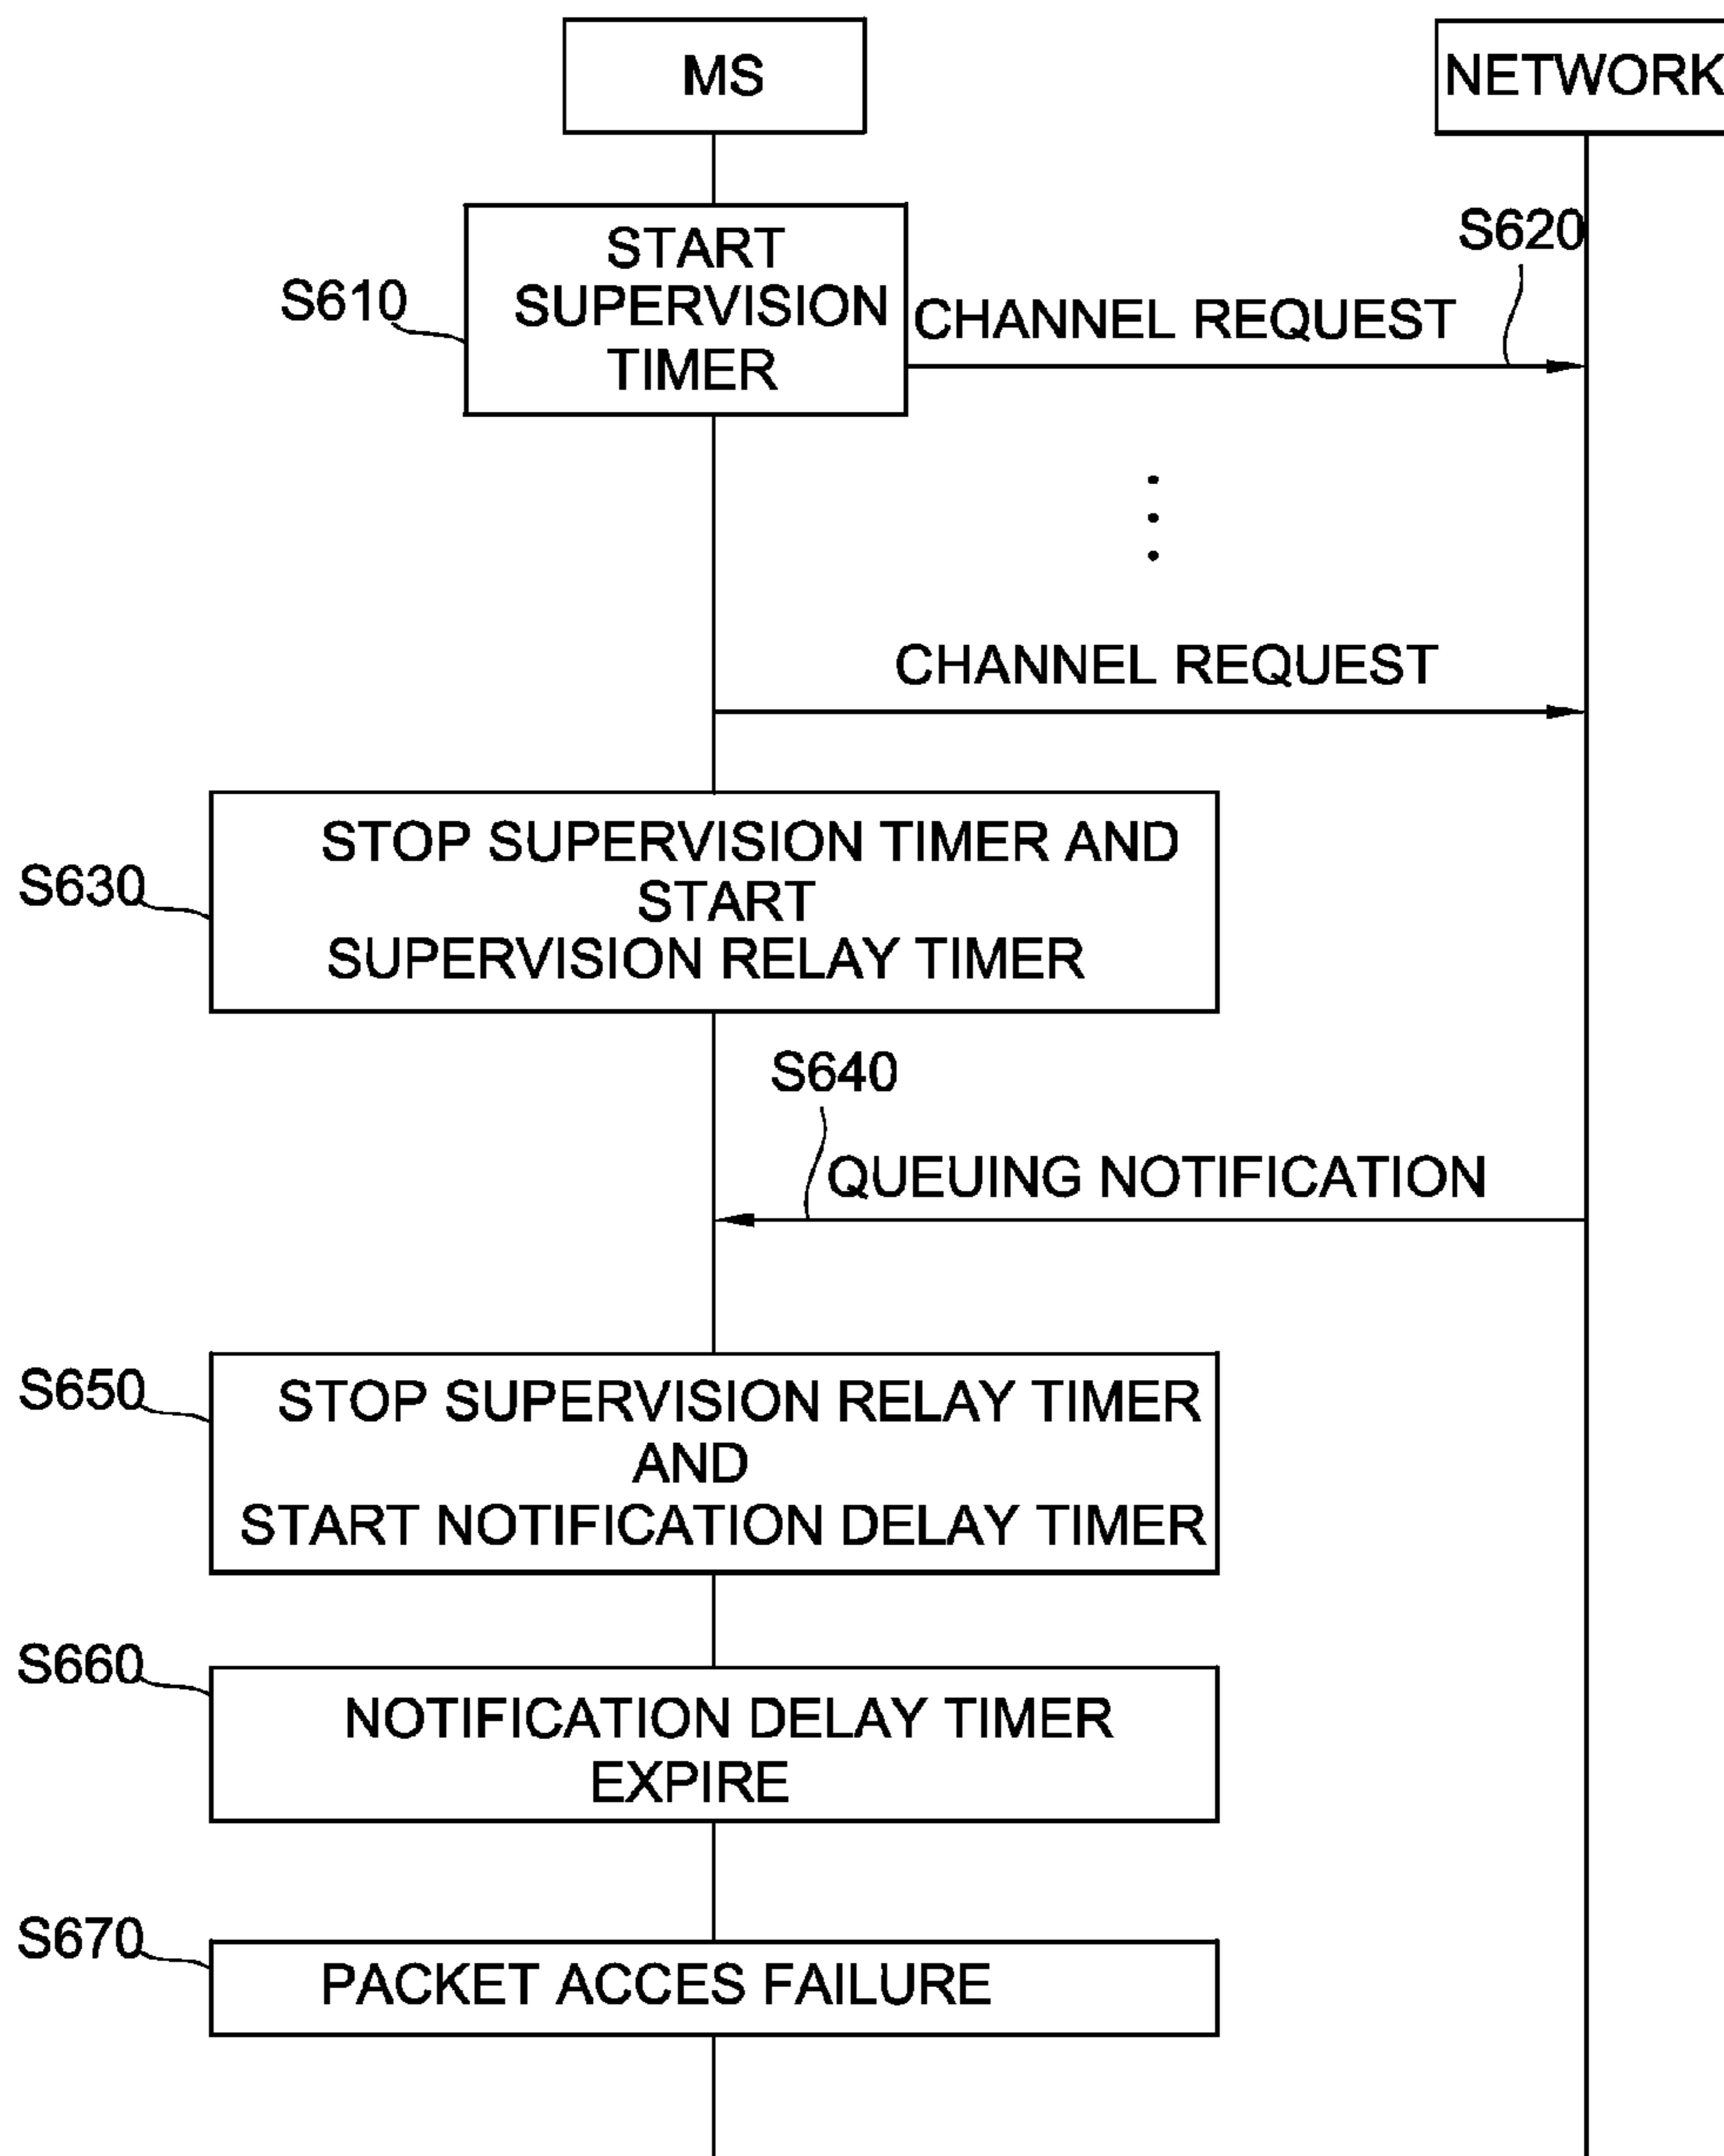 MS
NETWORK
S610
START
SUPERVISION
TIMER
S620
CHANNEL REQUEST
CHANNEL REQUEST
S630
STOP SUPERVISION TIMER AND
START
SUPERVISION RELAY TIMER
S640
QUEUING NOTIFICATION
S650
STOP SUPERVISION RELAY TIMER
AND
START NOTIFICATION DELAY TIMER
S660
NOTIFICATION DELAY TIMER
EXPIRE
S670
PACKET ACCES FAILURE